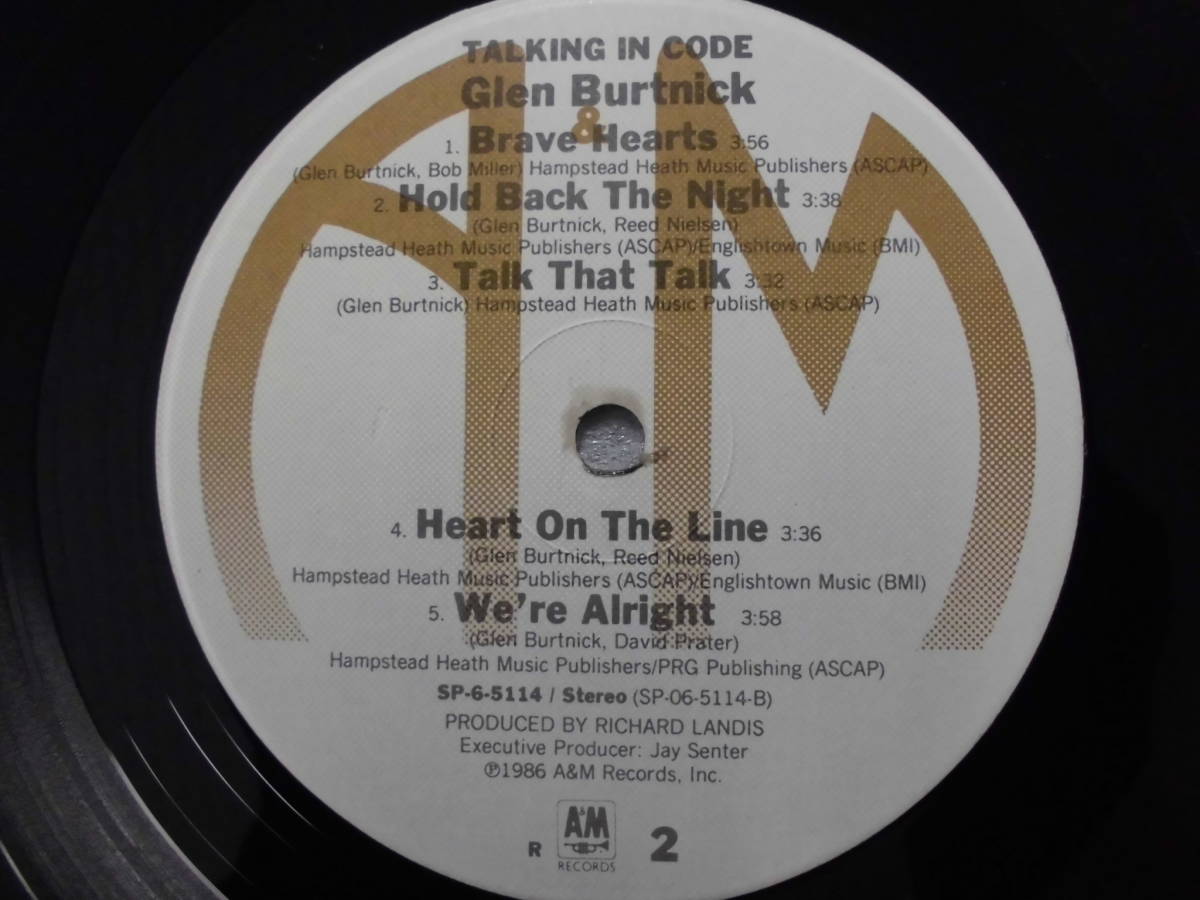 TALKING IN CODE
Glen Burtnick
1. Brave Hearts 3:56
(Glen Burtnick, Bob Miller) Hampstead Heath Music Publishers (ASCAP)
2. Hold Back The Night 3:38
(Glen Burtnick, Reed Nielsen)
Hampstead Heath Music Publishers (ASCAP)/Englishtown Music (BMI)
3. Talk That Talk 3:32
(Glen Burtnick) Hampstead Heath Music Publishers (ASCAP)
A&M
4. Heart On The Line 3:36
(Glen Burtnick, Reed Nielsen)
Hampstead Heath Music Publishers (ASCAP)/Englishtown Music (BMI)
5. We're Alright 3:58
(Glen Burtnick, David Prater)
Hampstead Heath Music Publishers/PRG Publishing (ASCAP)
SP-6-5114 / Stereo (SP-06-5114-B)
PRODUCED BY RICHARD LANDIS
Executive Producer: Jay Senter
℗1986 A&M Records, Inc.
R A&M 2
RECORDS